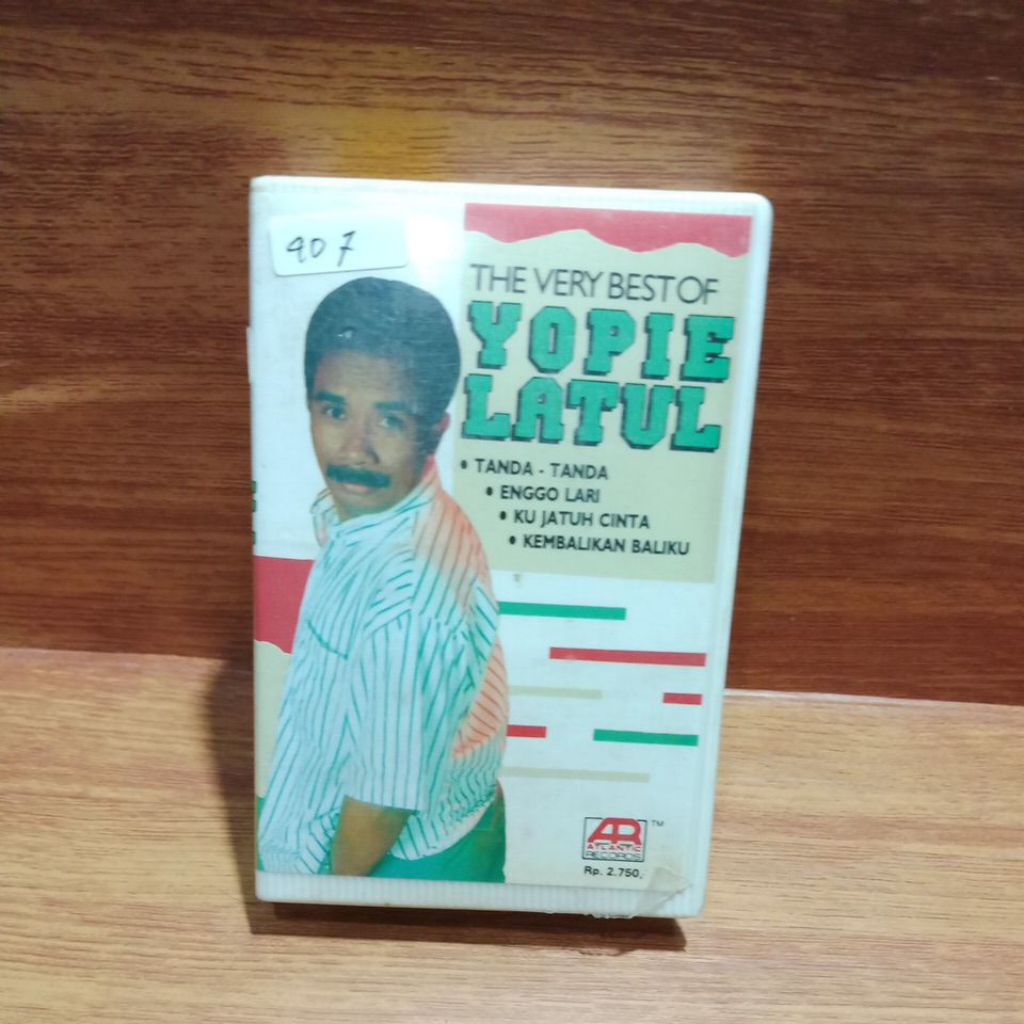 907
THE VERY BEST OF
YOPIE
LATUL
• TANDA - TANDA
• ENGGO LARI
• KU JATUH CINTA
• KEMBALIKAN BALIKU
AR TM
ATLANTIC
RECORDS
Rp. 2.750,